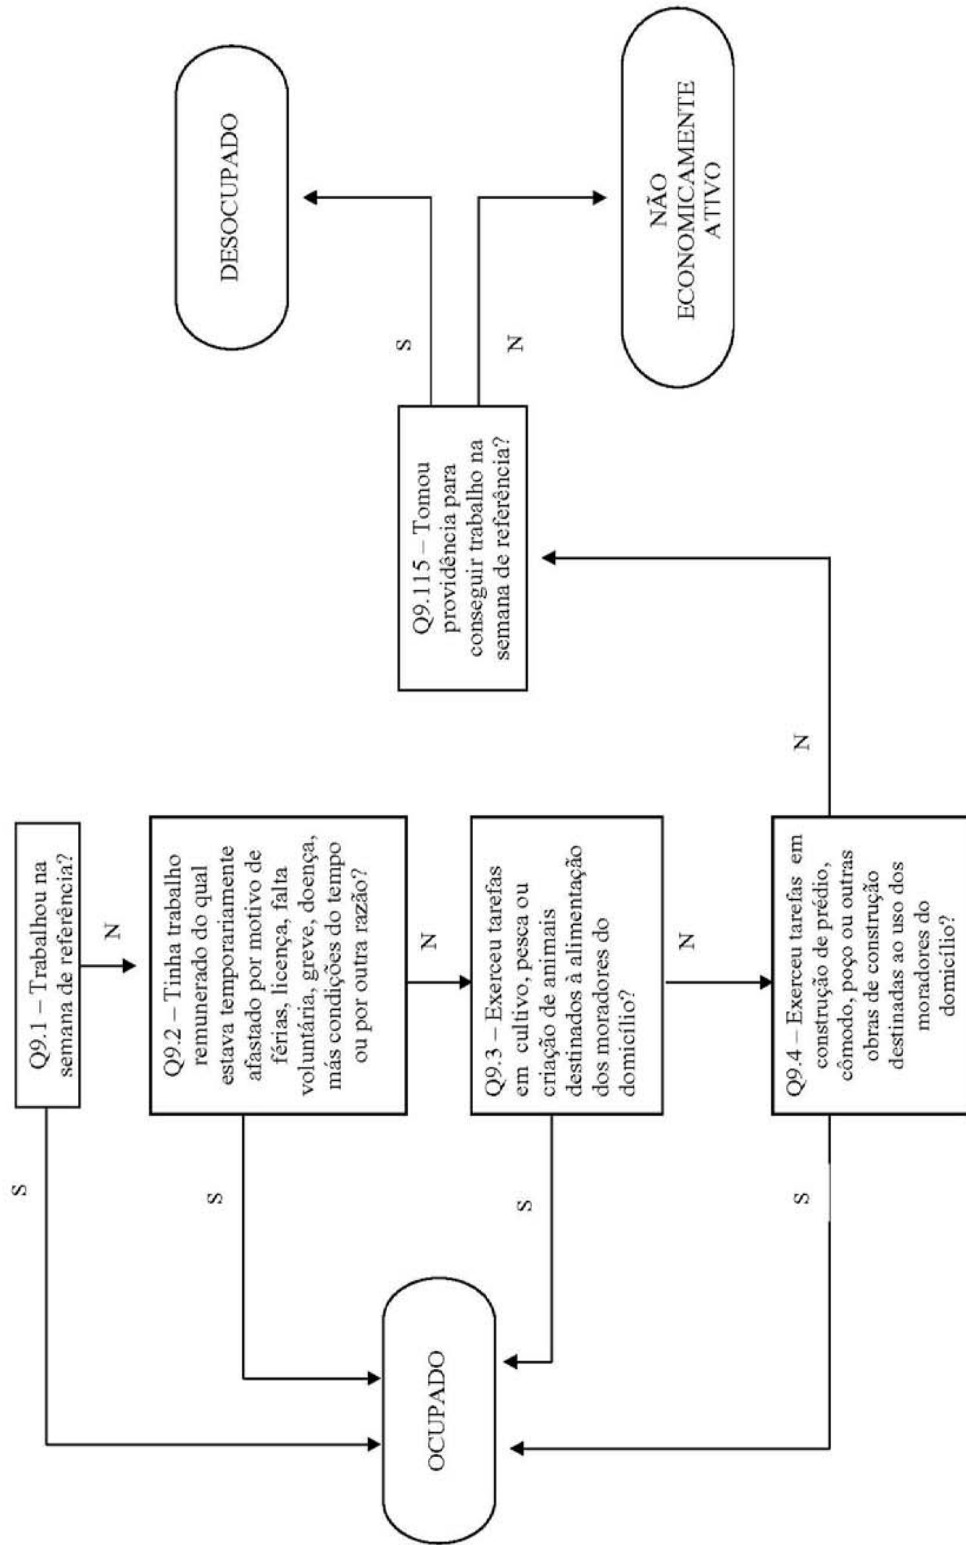 S
Q9.1 – Trabalhou na
semana de referência?
N
S
Q9.2 – Tinha trabalho
remunerado do qual
estava temporariamente
afastado por motivo de
férias, licença, falta
voluntária, greve, doença,
más condições do tempo
ou por outra razão?
N
OCUPADO
S
Q9.3 – Exerceu tarefas
em cultivo, pesca ou
criação de animais
destinados à alimentação
dos moradores do
domicílio?
N
S
Q9.4 – Exerceu tarefas em
construção de prédio,
cômodo, poço ou outras
obras de construção
destinadas ao uso dos
moradores do
domicílio?
N
Q9.115 – Tomou
providência para
conseguir trabalho na
semana de referência?
S
N
DESOCUPADO
NÃO
ECONOMICAMENTE
ATIVO